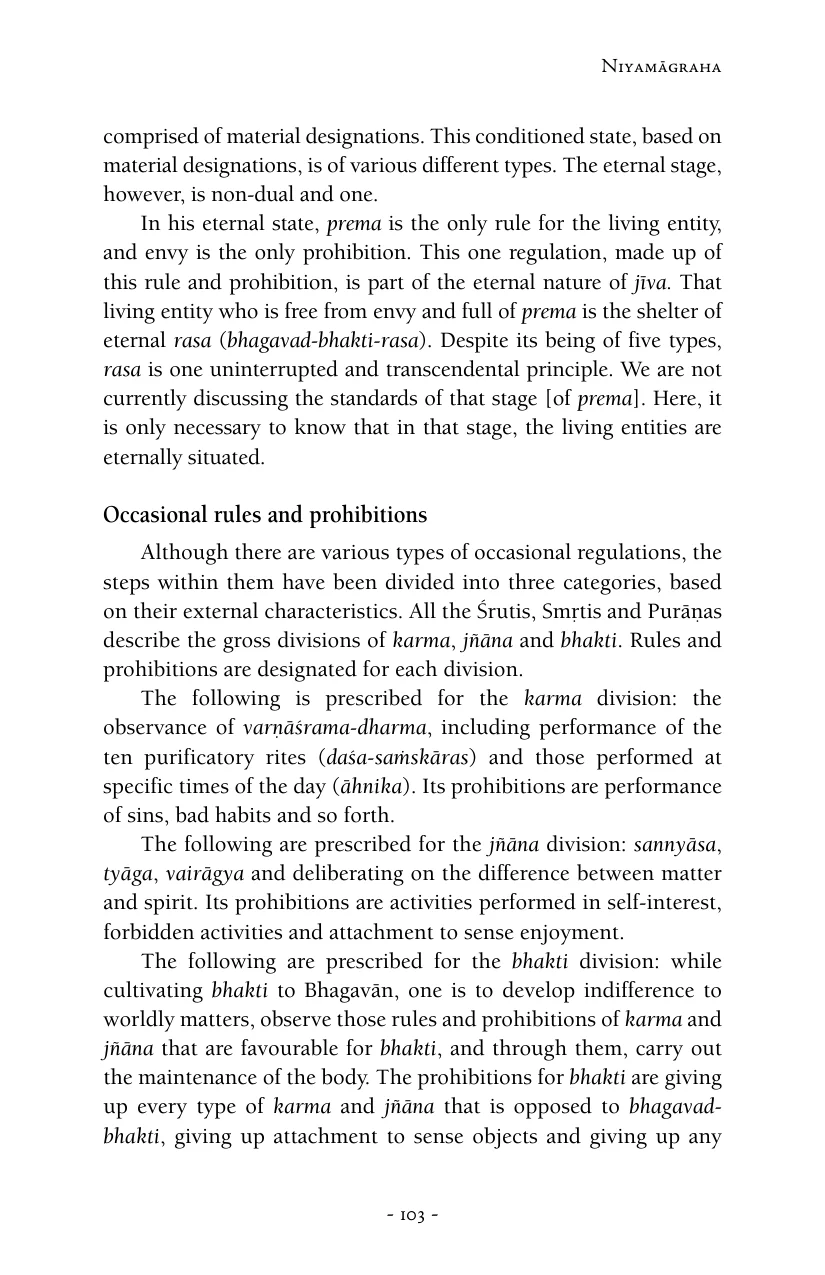 Niyamāgraha
comprised of material designations. This conditioned state, based on
material designations, is of various different types. The eternal stage,
however, is non-dual and one.
In his eternal state, prema is the only rule for the living entity,
and envy is the only prohibition. This one regulation, made up of
this rule and prohibition, is part of the eternal nature of jīva. That
living entity who is free from envy and full of prema is the shelter of
eternal rasa (bhagavad-bhakti-rasa). Despite its being of five types,
rasa is one uninterrupted and transcendental principle. We are not
currently discussing the standards of that stage [of prema]. Here, it
is only necessary to know that in that stage, the living entities are
eternally situated.
Occasional rules and prohibitions
Although there are various types of occasional regulations, the
steps within them have been divided into three categories, based
on their external characteristics. All the Śrutis, Smṛtis and Purāṇas
describe the gross divisions of karma, jñāna and bhakti. Rules and
prohibitions are designated for each division.
The following is prescribed for the karma division: the
observance of varṇāśrama-dharma, including performance of the
ten purificatory rites (daśa-saṁskāras) and those performed at
specific times of the day (āhnika). Its prohibitions are performance
of sins, bad habits and so forth.
The following are prescribed for the jñāna division: sannyāsa,
tyāga, vairāgya and deliberating on the difference between matter
and spirit. Its prohibitions are activities performed in self-interest,
forbidden activities and attachment to sense enjoyment.
The following are prescribed for the bhakti division: while
cultivating bhakti to Bhagavān, one is to develop indifference to
worldly matters, observe those rules and prohibitions of karma and
jñāna that are favourable for bhakti, and through them, carry out
the maintenance of the body. The prohibitions for bhakti are giving
up every type of karma and jñāna that is opposed to bhagavad-
bhakti, giving up attachment to sense objects and giving up any
- 103 -